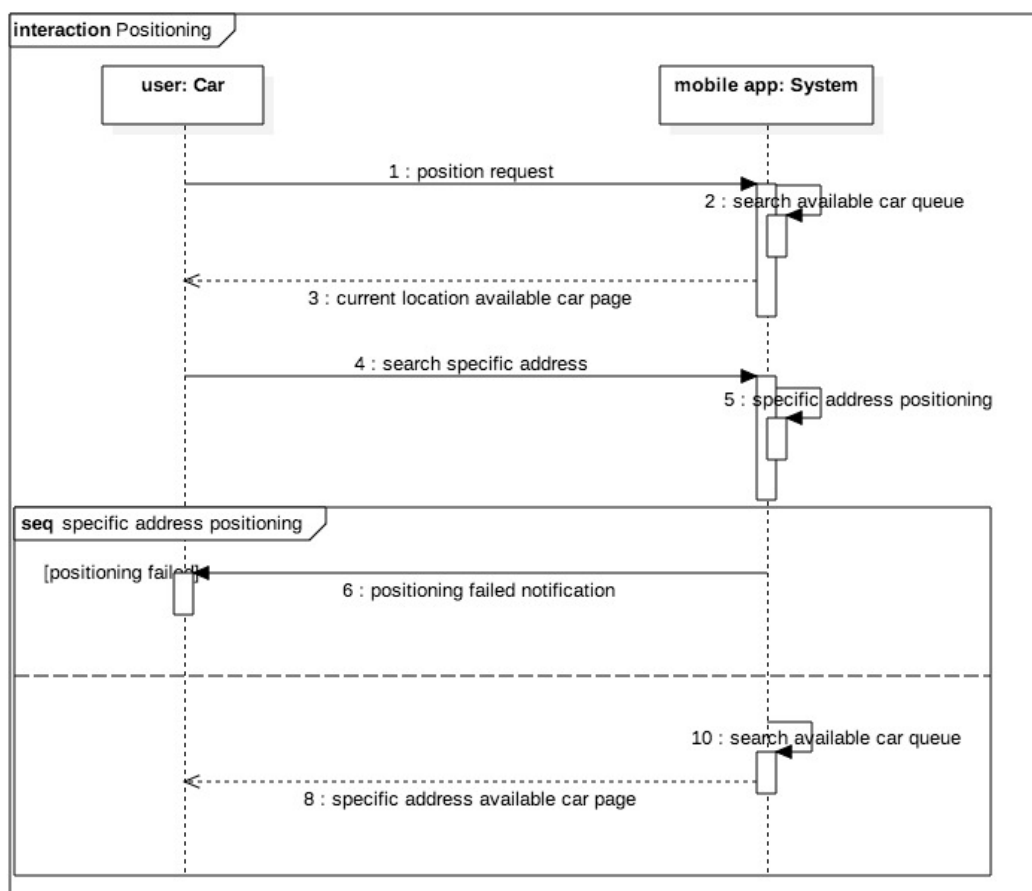 interaction Positioning
user: Car
mobile app: System
1 : position request
2 : search available car queue
3 : current location available car page
4 : search specific address
5 : specific address positioning
seq specific address positioning
[positioning failed]
6 : positioning failed notification
10 : search available car queue
8 : specific address available car page